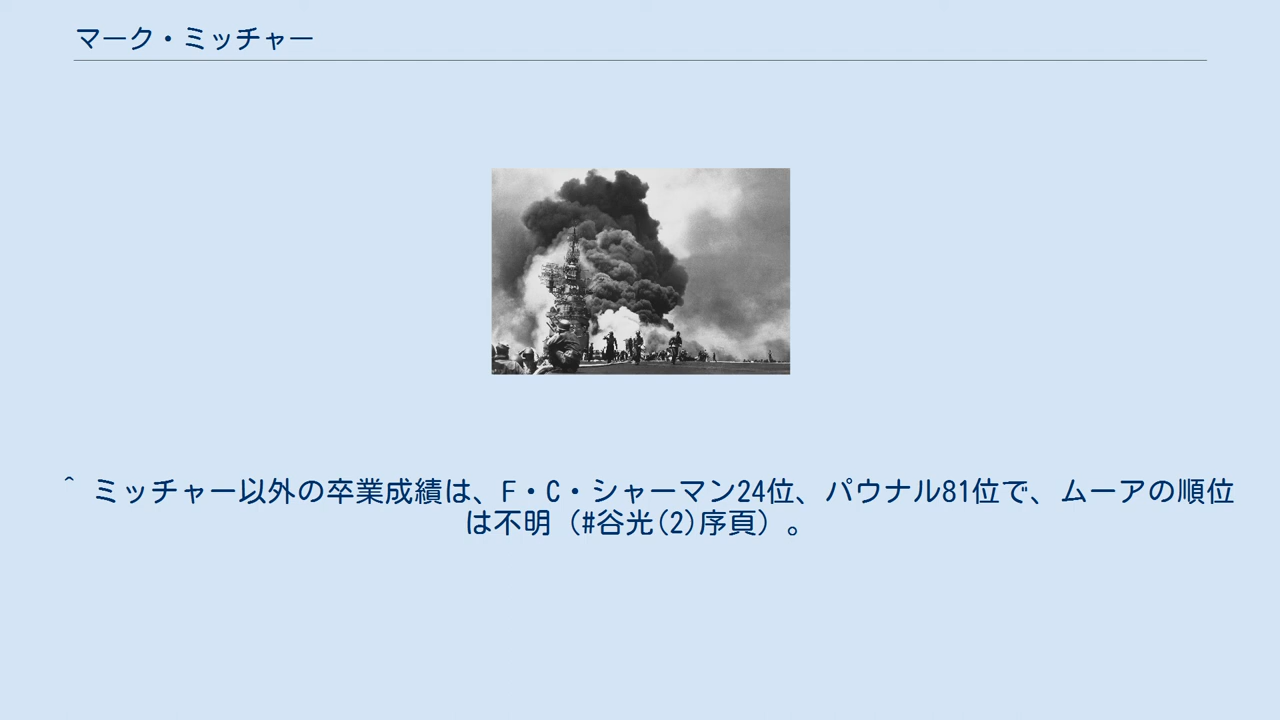 マーク・ミッチャー
^ ミッチャー以外の卒業成績は、F・C・シャーマン24位、パウナル81位で、ムーアの順位
は不明（#谷光(2)序頁）。